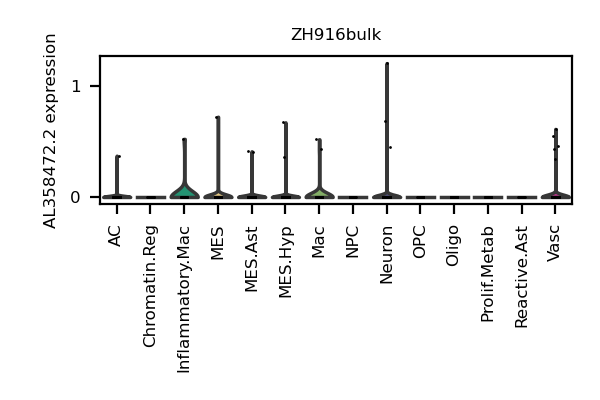 ZH916bulk
AL358472.2 expression
1
0
AC
Chromatin.Reg
Inflammatory.Mac
MES
MES.Ast
MES.Hyp
Mac
NPC
Neuron
OPC
Oligo
Prolif.Metab
Reactive.Ast
Vasc